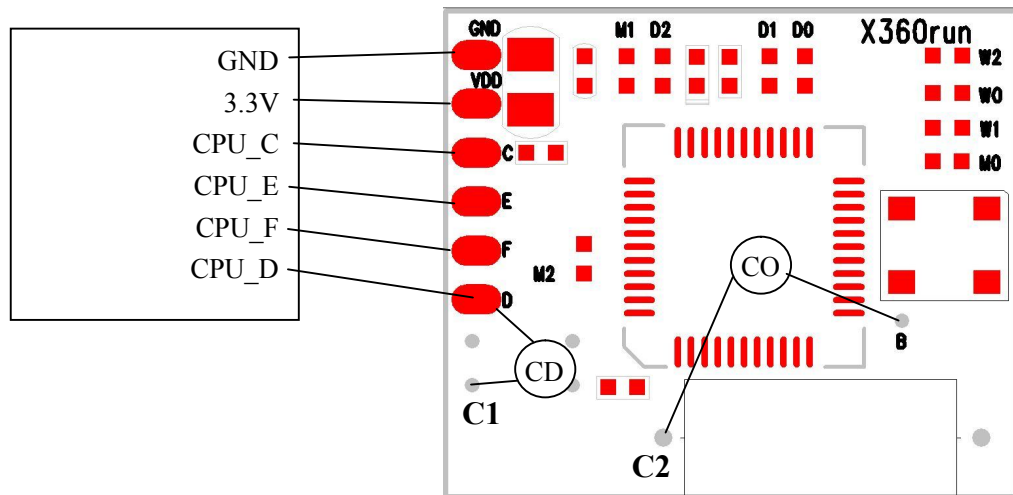 GND
3.3V
CPU_C
CPU_E
CPU_F
CPU_D
GND
VDD
C
E
F
D
M1 D2
D1 D0
X360run
W2
W0
W1
M0
M2
CO
B
CD
C1
C2